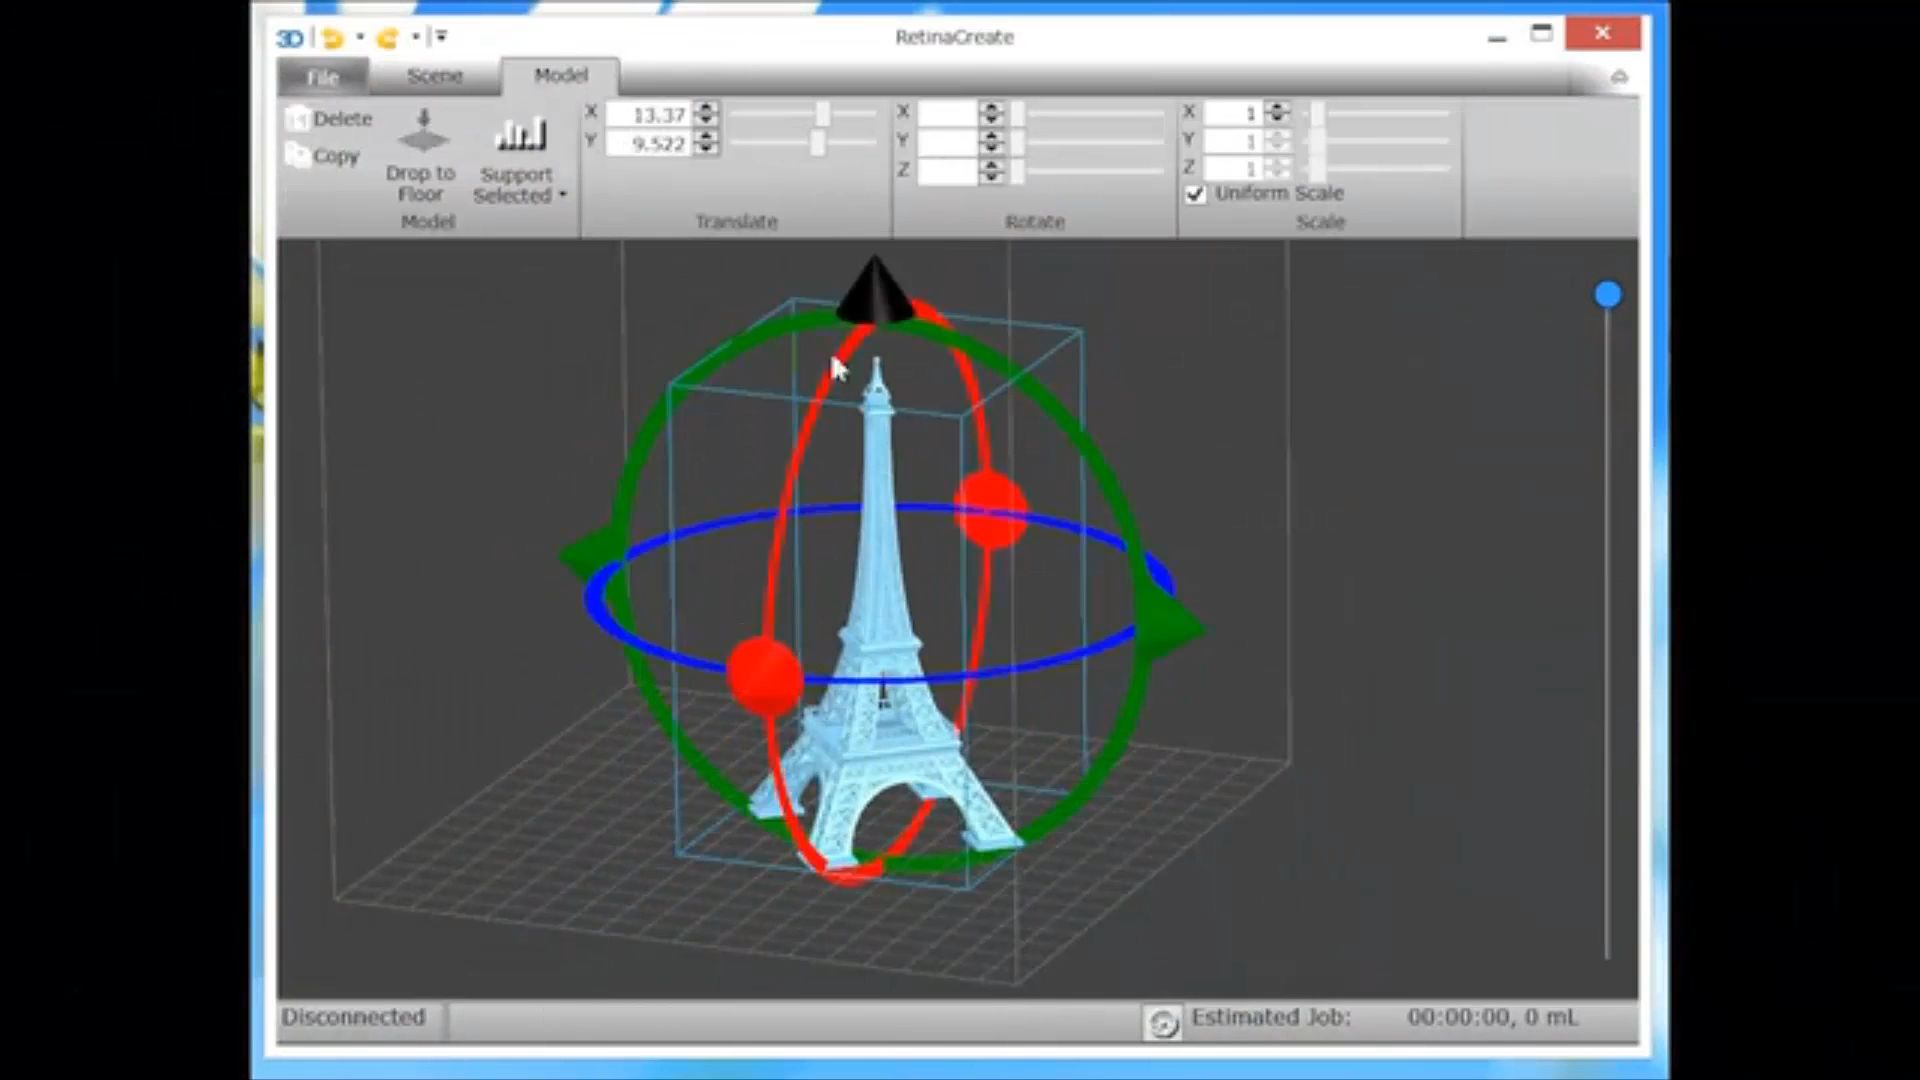 RetinaCreate
3D
File Scene Model
Delete
Copy
Drop to
Floor
Support
Selected
Model
X 13.37
Y 9.522
Translate
X
Y
Z
Rotate
X 1
Y 1
Z 1
Uniform Scale
Scale
Disconnected
Estimated Job: 00:00:00, 0 mL